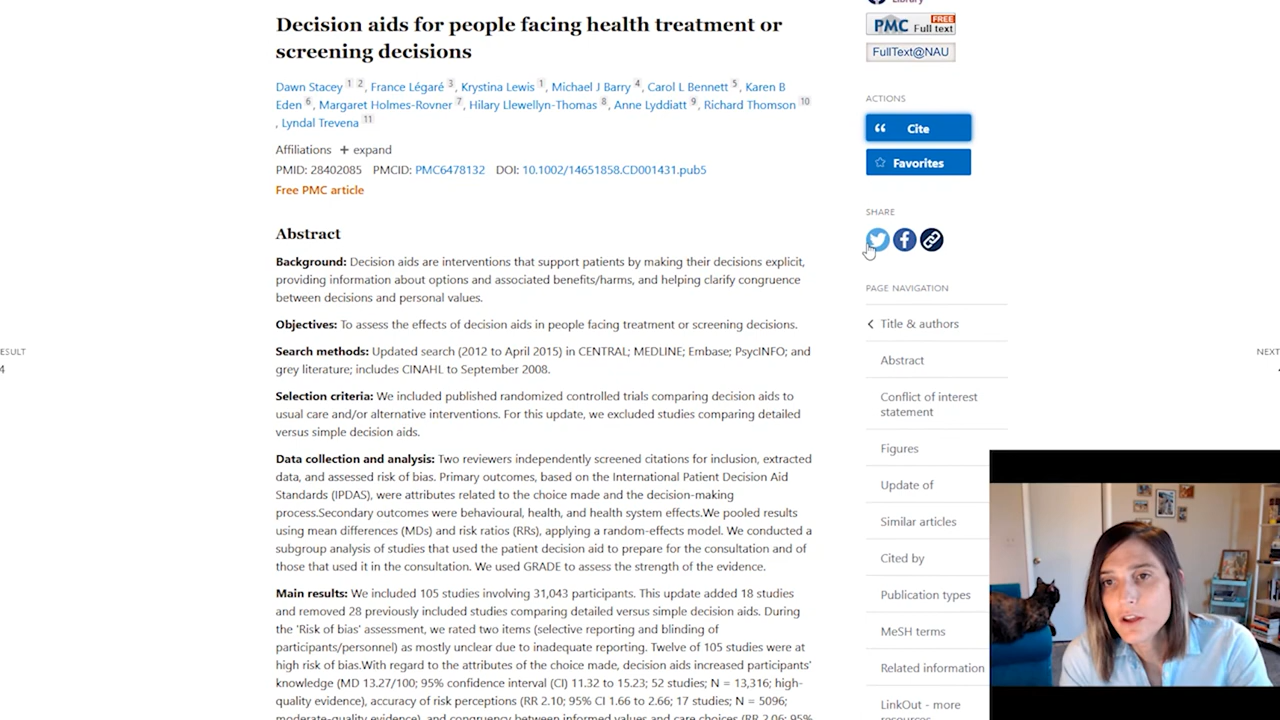 Decision aids for people facing health treatment or
screening decisions
Dawn Stacey 1 2, France Légaré 3, Krystina Lewis 1, Michael J Barry 4, Carol L Bennett 5, Karen B
Eden 6, Margaret Holmes-Rovner 7, Hilary Llewellyn-Thomas 8, Anne Lyddiatt 9, Richard Thomson 10
, Lyndal Trevena 11
Affiliations + expand
PMID: 28402085 PMCID: PMC6478132 DOI: 10.1002/14651858.CD001431.pub5
Free PMC article
Abstract
Background: Decision aids are interventions that support patients by making their decisions explicit,
providing information about options and associated benefits/harms, and helping clarify congruence
between decisions and personal values.
Objectives: To assess the effects of decision aids in people facing treatment or screening decisions.
Search methods: Updated search (2012 to April 2015) in CENTRAL; MEDLINE; Embase; PsycINFO; and
grey literature; includes CINAHL to September 2008.
Selection criteria: We included published randomized controlled trials comparing decision aids to
usual care and/or alternative interventions. For this update, we excluded studies comparing detailed
versus simple decision aids.
Data collection and analysis: Two reviewers independently screened citations for inclusion, extracted
data, and assessed risk of bias. Primary outcomes, based on the International Patient Decision Aid
Standards (IPDAS), were attributes related to the choice made and the decision-making
process.Secondary outcomes were behavioural, health, and health system effects.We pooled results
using mean differences (MDs) and risk ratios (RRs), applying a random-effects model. We conducted a
subgroup analysis of studies that used the patient decision aid to prepare for the consultation and of
those that used it in the consultation. We used GRADE to assess the strength of the evidence.
Main results: We included 105 studies involving 31,043 participants. This update added 18 studies
and removed 28 previously included studies comparing detailed versus simple decision aids. During
the 'Risk of bias' assessment, we rated two items (selective reporting and blinding of
participants/personnel) as mostly unclear due to inadequate reporting. Twelve of 105 studies were at
high risk of bias.With regard to the attributes of the choice made, decision aids increased participants'
knowledge (MD 13.27/100; 95% confidence interval (CI) 11.32 to 15.23; 52 studies; N = 13,316; high-
quality evidence), accuracy of risk perceptions (RR 2.10; 95% CI 1.66 to 2.66; 17 studies; N = 5096;
moderate-quality evidence), and congruency between informed values and care choices (RR 2.06; 95%
Library
PMC FREE Full text
FullText@NAU
ACTIONS
Cite
Favorites
SHARE
PAGE NAVIGATION
Title & authors
Abstract
Conflict of interest
statement
Figures
Update of
Similar articles
Cited by
Publication types
MeSH terms
Related information
LinkOut - more
resources
ESULT
4
NEXT